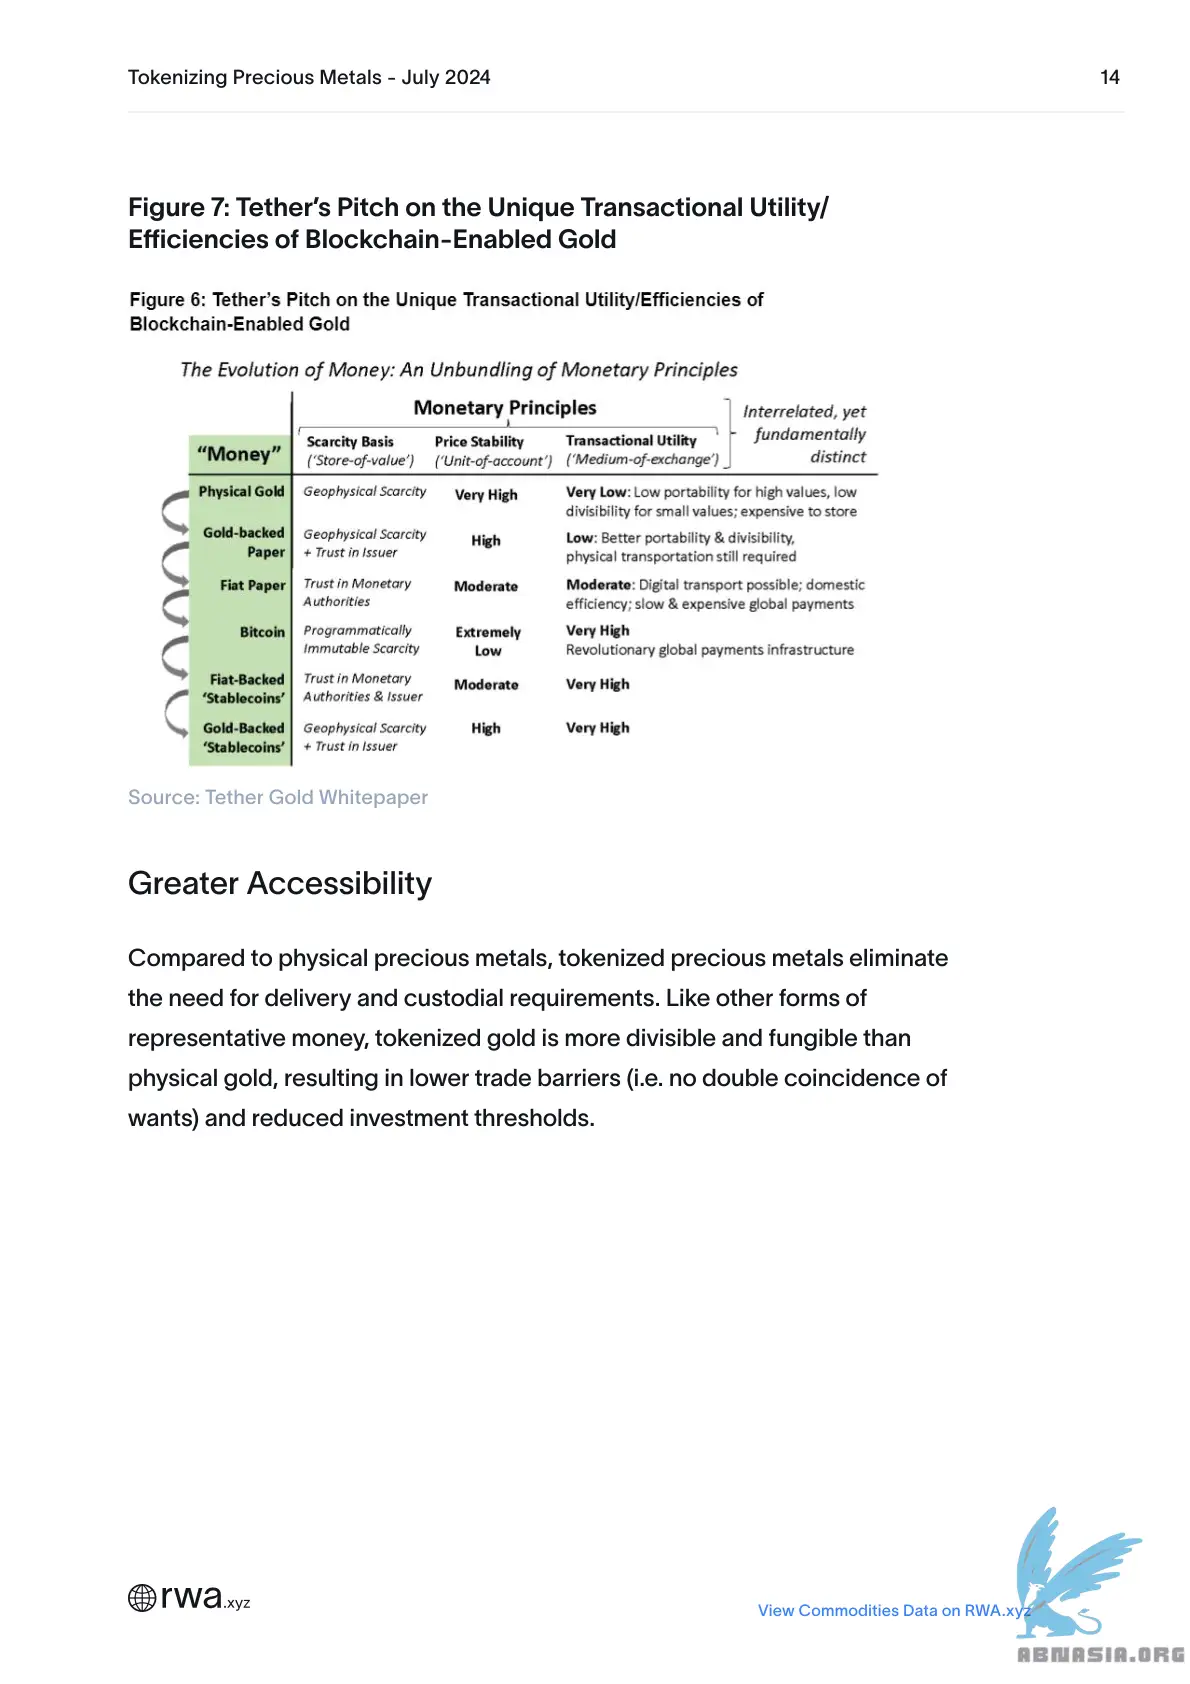 Tokenizing Precious Metals - July 2024 14
Figure 7: Tether's Pitch on the Unique Transactional Utility/
Efficiencies of Blockchain-Enabled Gold
Figure 6: Tether's Pitch on the Unique Transactional Utility/Efficiencies of
Blockchain-Enabled Gold
The Evolution of Money: An Unbundling of Monetary Principles
Monetary Principles
Interrelated, yet
fundamentally
distinct
"Money"
Scarcity Basis Price Stability Transactional Utility
('Store-of-value') ('Unit-of-account') ('Medium-of-exchange')
Physical Gold Geophysical Scarcity Very High Very Low: Low portability for high values, low
divisibility for small values; expensive to store
Gold-backed Geophysical Scarcity High Low: Better portability & divisibility,
Paper + Trust in Issuer physical transportation still required
Fiat Paper Trust in Monetary Moderate Moderate: Digital transport possible; domestic
Authorities efficiency; slow & expensive global payments
Bitcoin Programmatically Extremely Very High
Immutable Scarcity Low Revolutionary global payments infrastructure
Fiat-Backed Trust in Monetary Moderate Very High
'Stablecoins' Authorities & Issuer
Gold-Backed Geophysical Scarcity High Very High
'Stablecoins' + Trust in Issuer
Source: Tether Gold Whitepaper
Greater Accessibility
Compared to physical precious metals, tokenized precious metals eliminate
the need for delivery and custodial requirements. Like other forms of
representative money, tokenized gold is more divisible and fungible than
physical gold, resulting in lower trade barriers (i.e. no double coincidence of
wants) and reduced investment thresholds.
rwa.xyz
View Commodities Data on RWA.xyz
ABNASIA.ORG